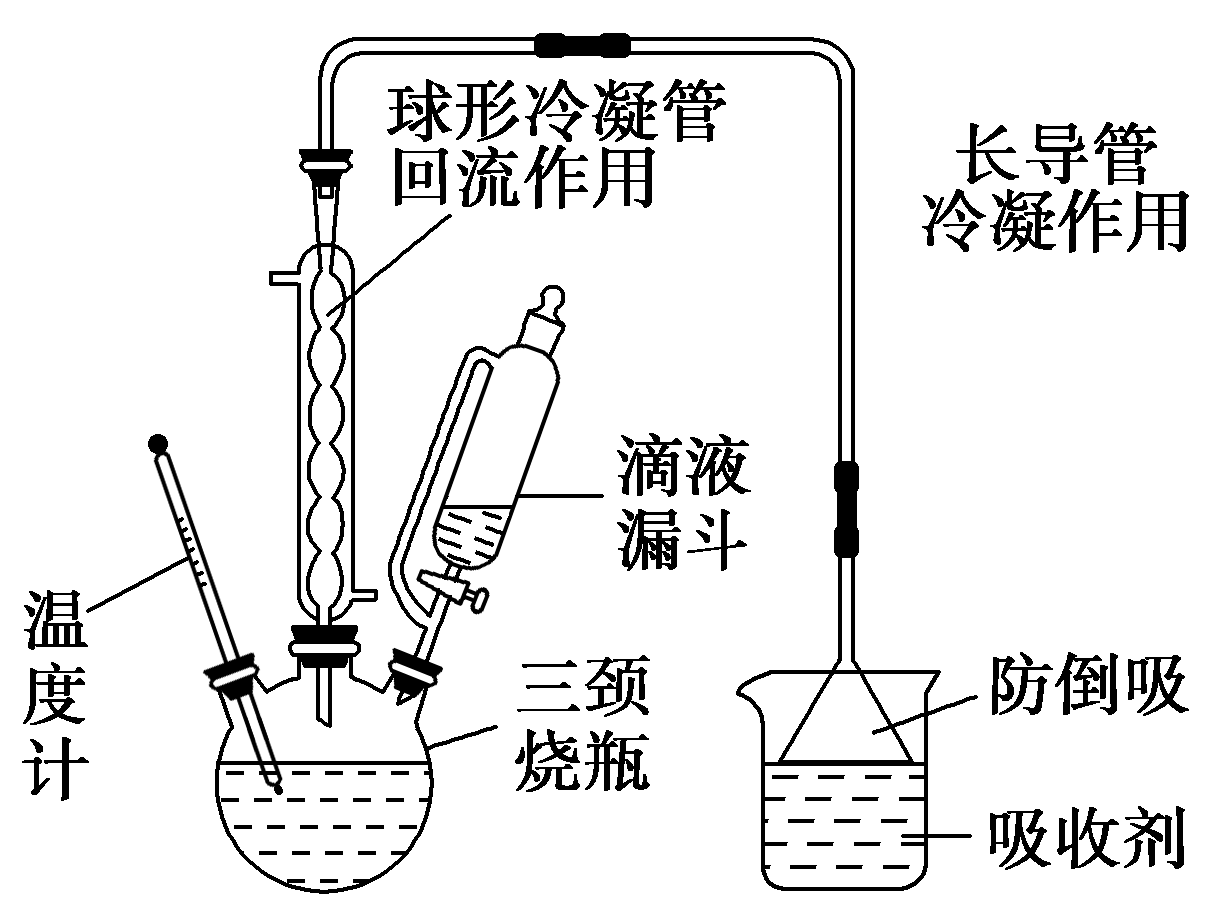 球形冷凝管
回流作用
长导管
冷凝作用
滴液
漏斗
温
度
计
三颈
烧瓶
防倒吸
吸收剂